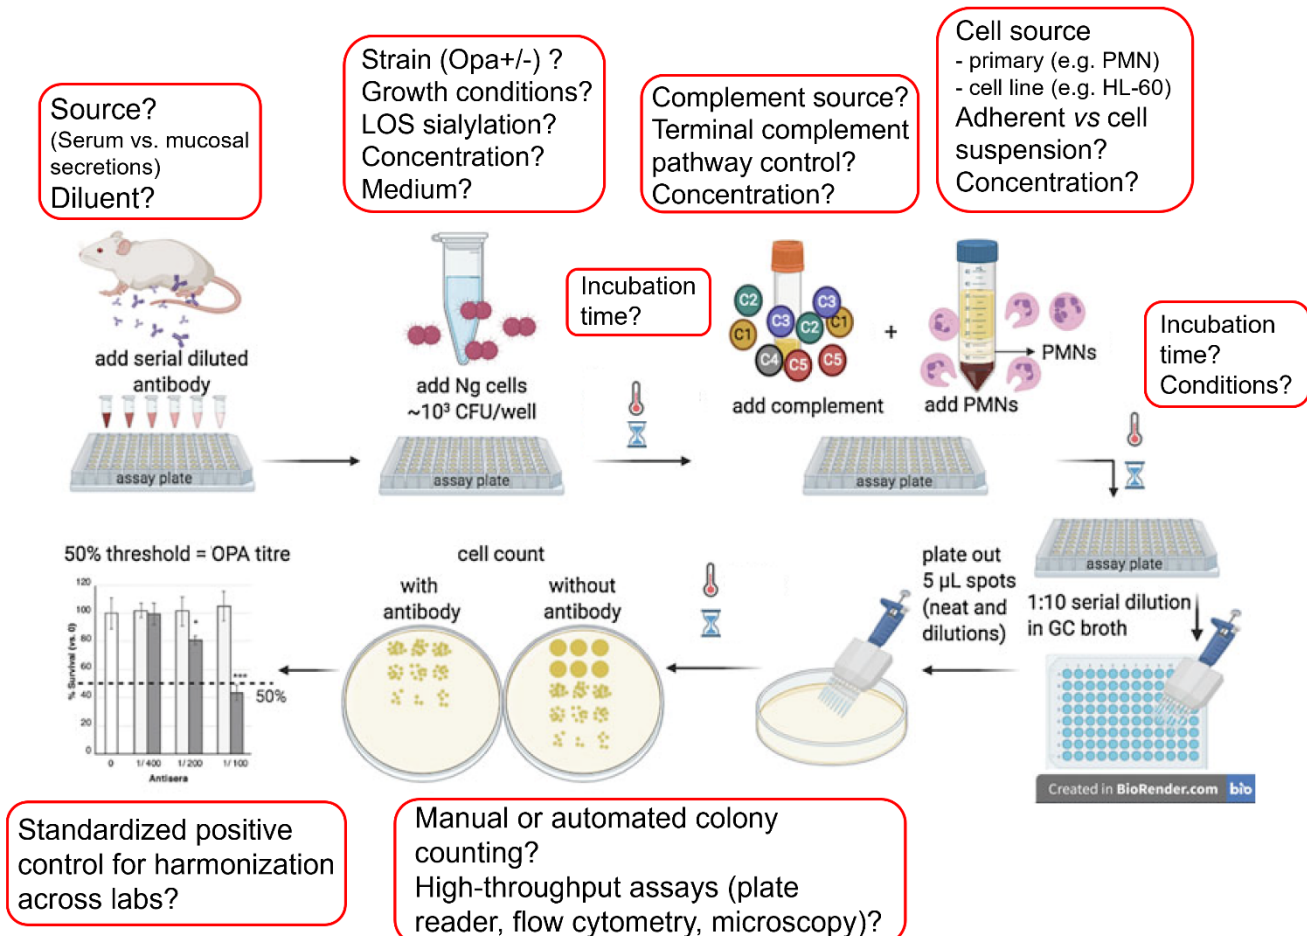 Source?
(Serum vs. mucosal
secretions)
Diluent?
Strain (Opa+/-) ?
Growth conditions?
LOS sialylation?
Concentration?
Medium?
Complement source?
Terminal complement
pathway control?
Concentration?
Cell source
- primary (e.g. PMN)
- cell line (e.g. HL-60)
Adherent vs cell
suspension?
Concentration?
add serial diluted
antibody
assay plate
add Ng cells
~10³ CFU/well
assay plate
Incubation
time?
C2
C3
C3
C1
C2
C1
C4
C5
C5
add complement
+
PMNs
add PMNs
assay plate
Incubation
time?
Conditions?
assay plate
1:10 serial dilution
in GC broth
plate out
5 µL spots
(neat and
dilutions)
cell count
with
antibody
without
antibody
50% threshold = OPA titre
% Survival (vs. 0)
120
100
80
60
40
20
0
*
***
50%
0
1/400
1/200
1/100
Antisera
Created in BioRender.com bio
Standardized positive
control for harmonization
across labs?
Manual or automated colony
counting?
High-throughput assays (plate
reader, flow cytometry, microscopy)?